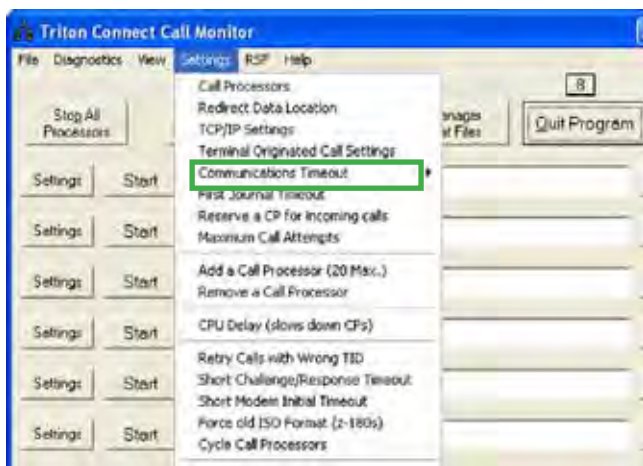 Triton Connect Call Monitor
File Diagnostics View Settings RSF Help
8
Stop All
Processors
Quit Program
Call Processors
Redirect Data Location
TCP/IP Settings
Terminal Originated Call Settings
Communications Timeout
First Journal Timeout
Reserve a CP for incoming calls
Maximum Call Attempts
Add a Call Processor (20 Max.)
Remove a Call Processor
CPU Delay (slows down CPs)
Retry Calls with Wrong TID
Short Challenge/Response Timeout
Short Modem Initial Timeout
Force old ISO Format (z-180s)
Cycle Call Processors
Settings Start
Settings Start
Settings Start
Settings Start
Settings Start
Settings Start